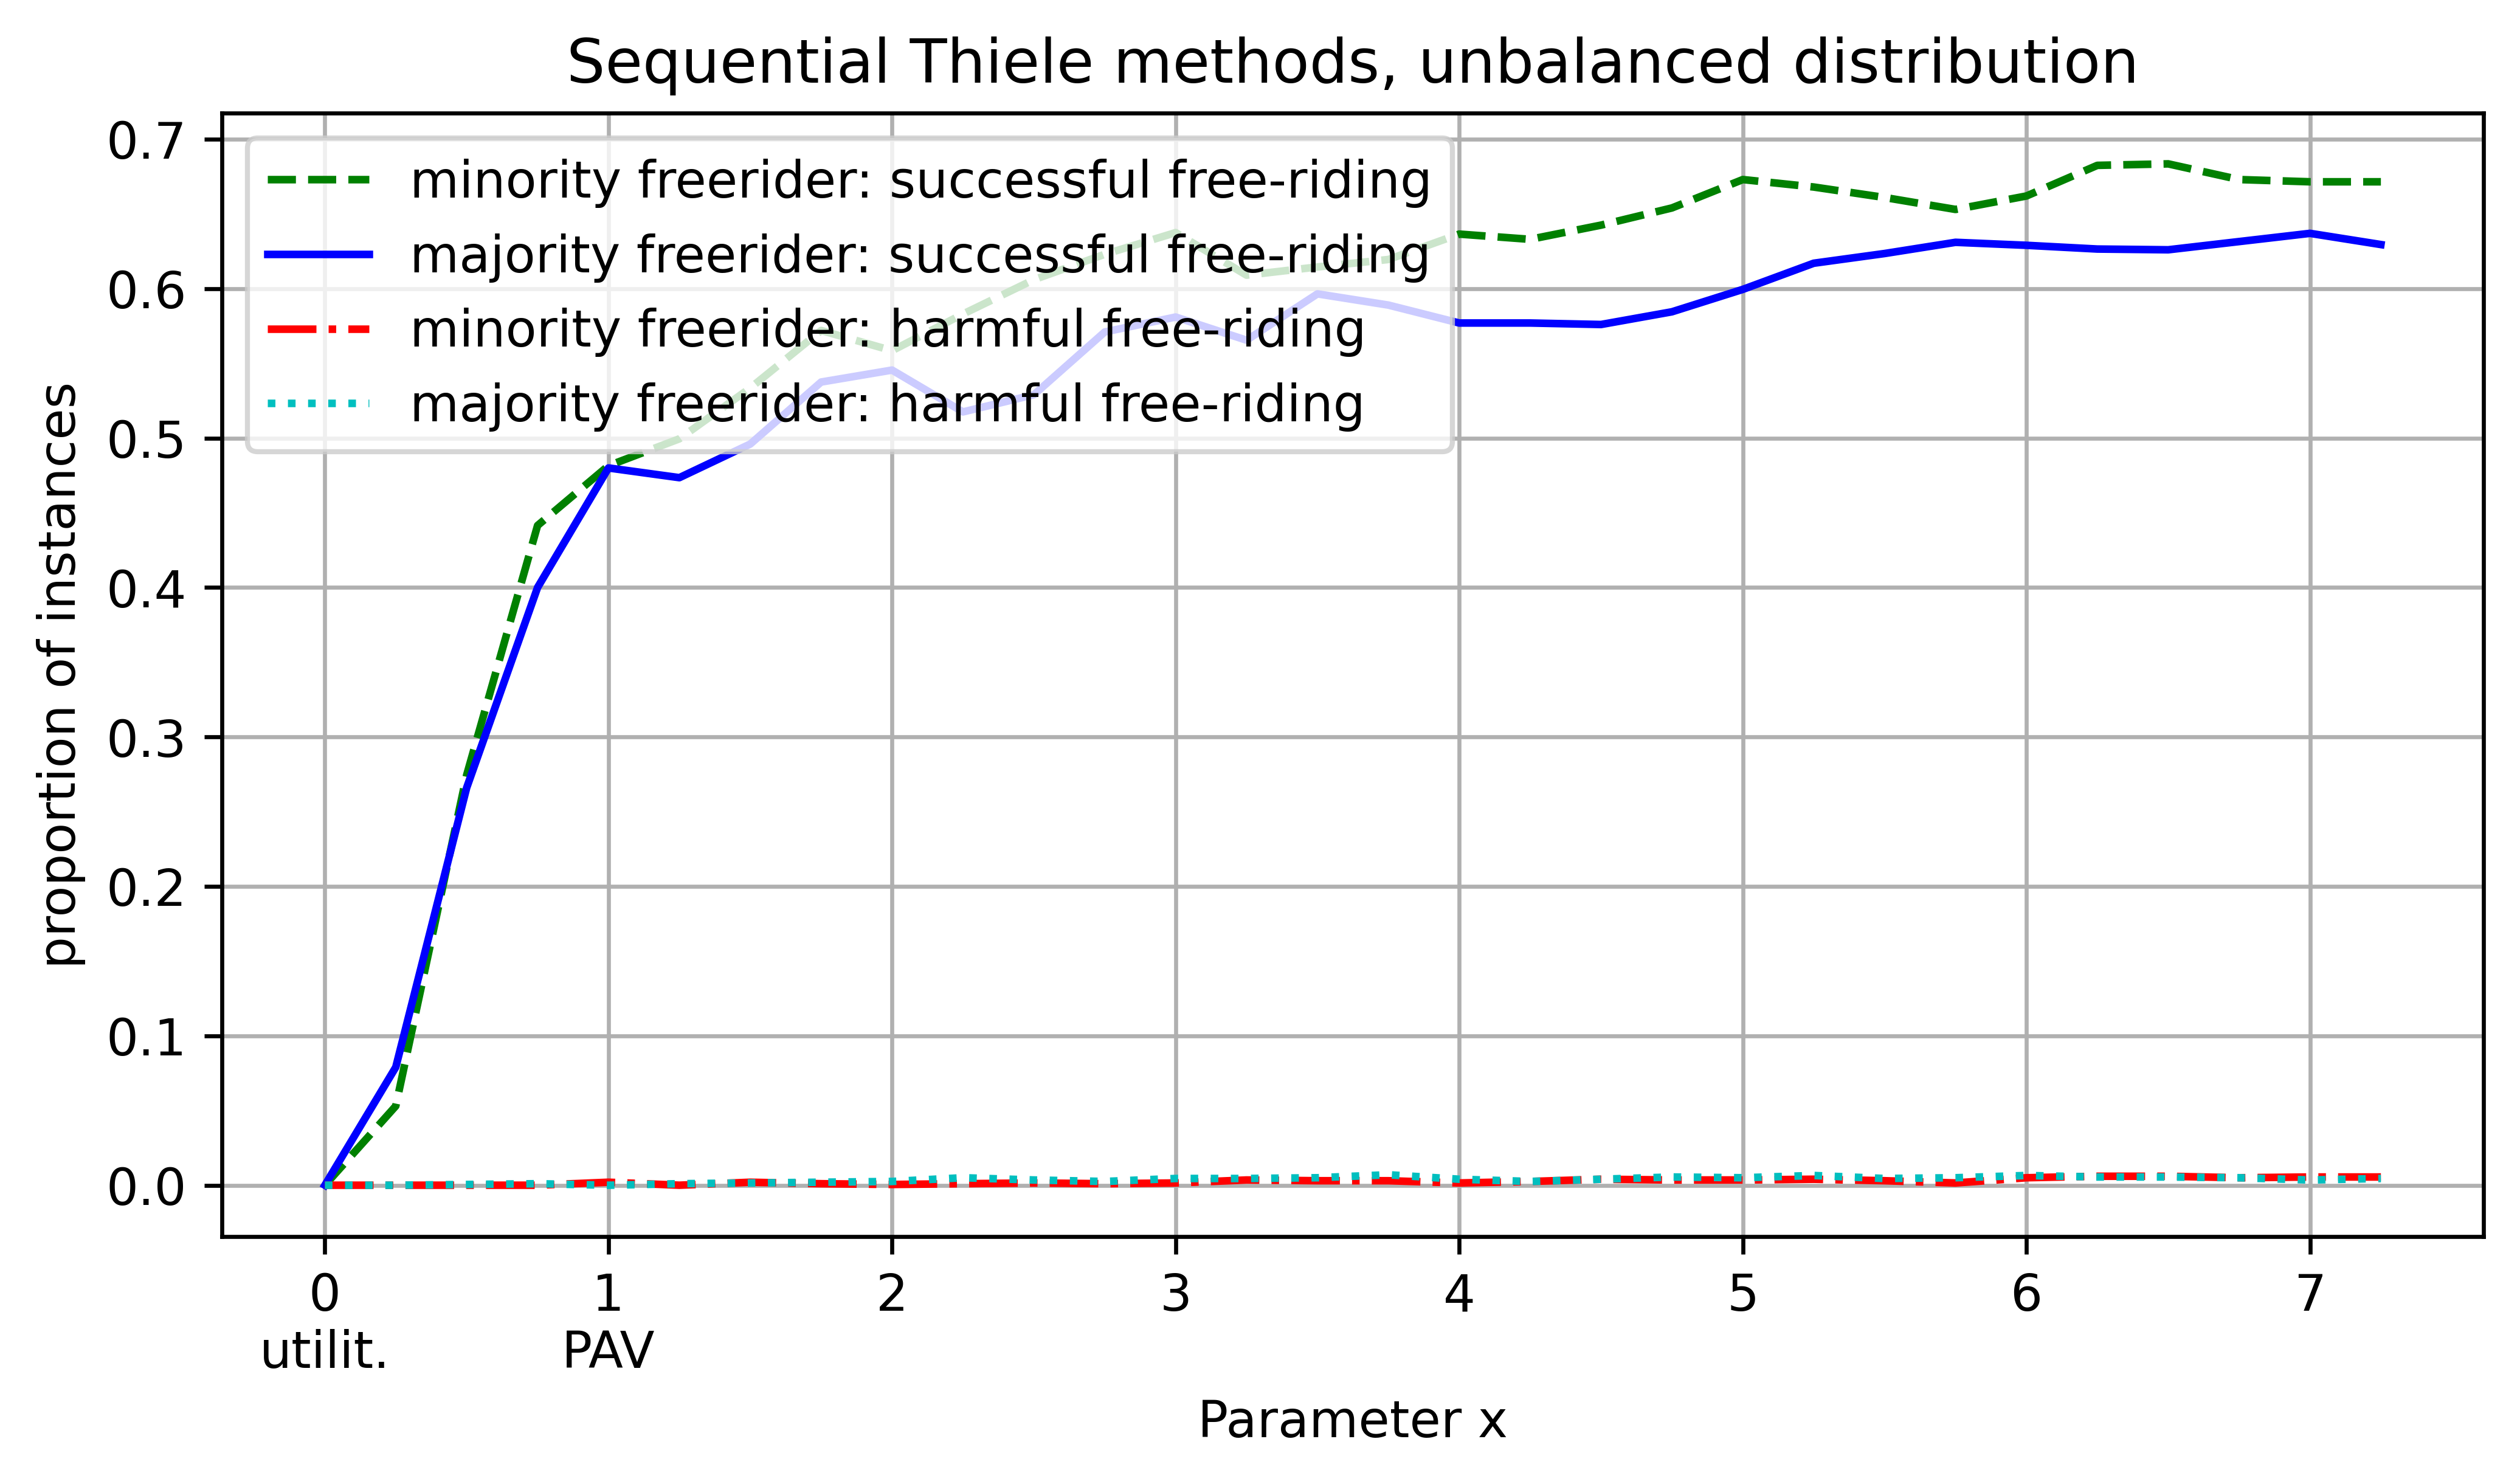 Sequential Thiele methods, unbalanced distribution
minority freerider: successful free-riding
majority freerider: successful free-riding
minority freerider: harmful free-riding
majority freerider: harmful free-riding
proportion of instances
0.7
0.6
0.5
0.4
0.3
0.2
0.1
0.0
0 1 2 3 4 5 6 7
utilit. PAV
Parameter x